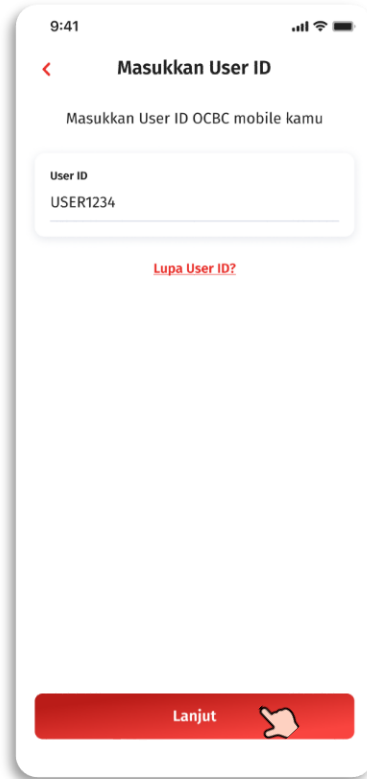 9:41
Masukkan User ID
Masukkan User ID OCBC mobile kamu
User ID
USER1234
Lupa User ID?
Lanjut